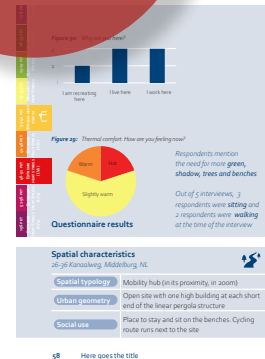 Figure 30: Why are you here?
I am recreating
here
I live here
I work here
Figure 29: Thermal comfort: How are you feeling now?
Warm
Hot
Slightly warm
Respondents mention
the need for more green,
shadow, trees and benches
Out of 5 interviews, 3
respondents were sitting and
2 respondents were walking
at the time of the interview
Questionnaire results
Spatial characteristics
26-36 Kanaalweg, Middelburg, NL
Spatial typology
Mobility hub (in its proximity, in 200m)
Urban geometry
Open site with one high building at each short
end of the linear pergola structure
Social use
Place to stay and sit on the benches. Cycling
route runs next to the site
58 Here goes the title